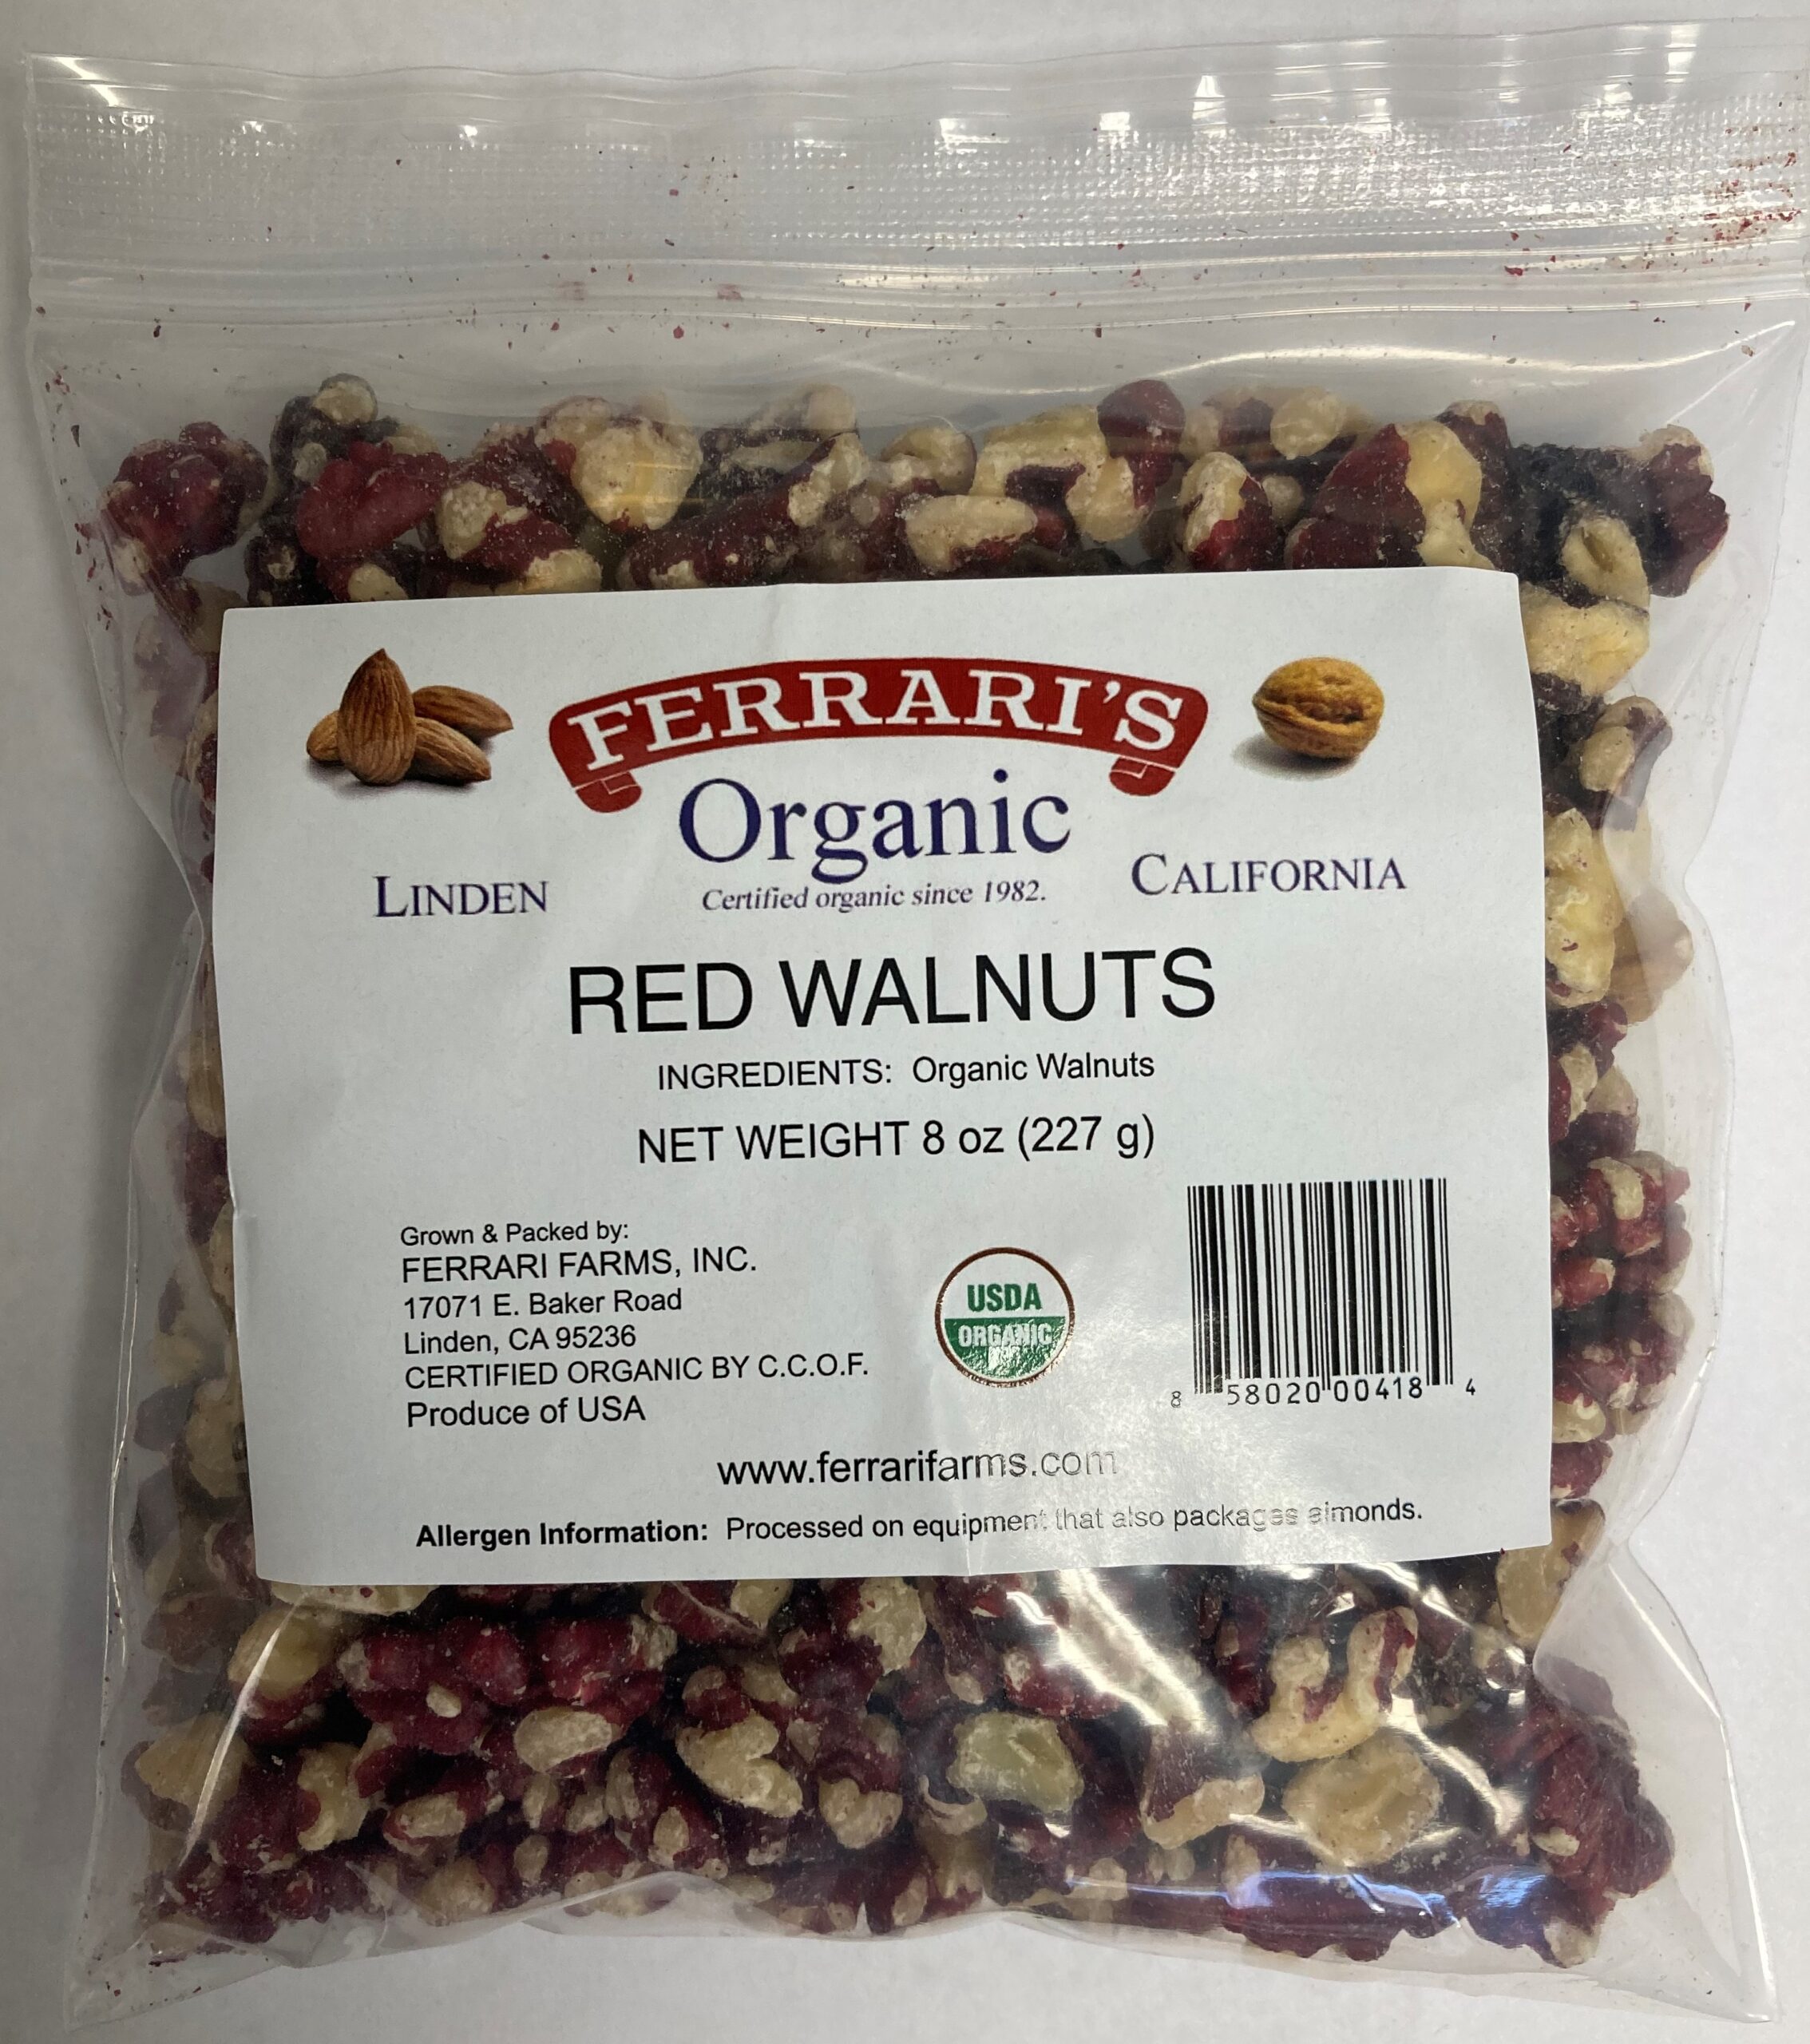 FERRARI'S
Organic
LINDEN
Certified organic since 1982.
CALIFORNIA
RED WALNUTS
INGREDIENTS: Organic Walnuts
NET WEIGHT 8 oz (227 g)
Grown & Packed by:
FERRARI FARMS, INC.
17071 E. Baker Road
Linden, CA 95236
CERTIFIED ORGANIC BY C.C.O.F.
Produce of USA
USDA
ORGANIC
8 58020 00418 4
www.ferrarifarms.com
Allergen Information: Processed on equipment that also packages almonds.